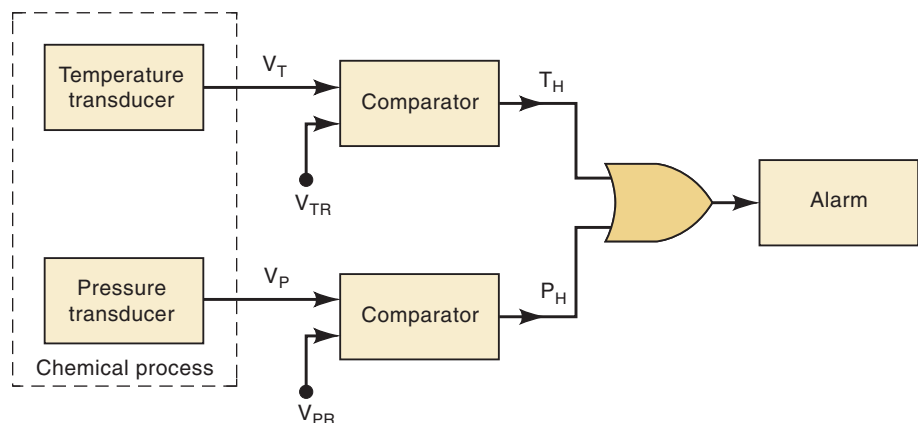 Temperature
transducer
V_T
Comparator
T_H
V_TR
Alarm
Pressure
transducer
V_P
Comparator
P_H
V_PR
Chemical process